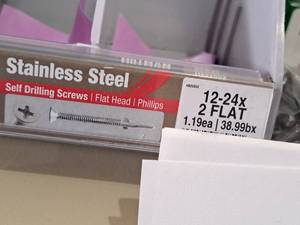 Stainless Steel
Self Drilling Screws | Flat Head | Phillips
12-24x
2 FLAT
1.19ea | 38.99bx